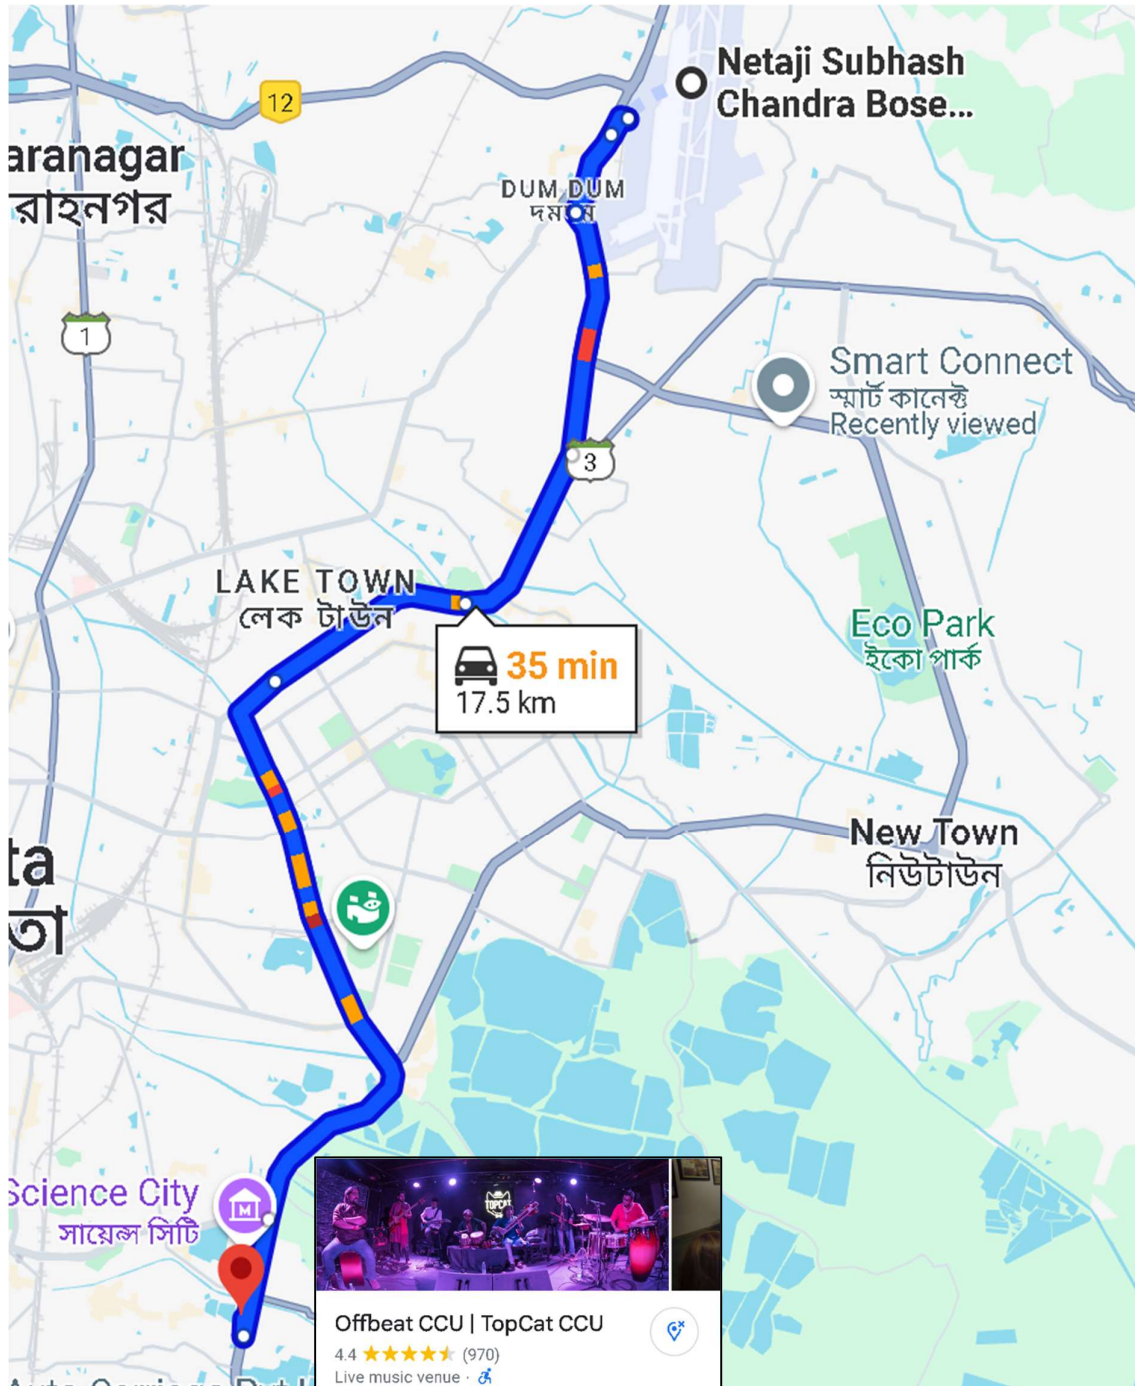 Netaji Subhash
Chandra Bose...
12
aranagar
রাহনগর
DUM DUM
দমদম
1
Smart Connect
স্মার্ট কানেক্ট
Recently viewed
3
LAKE TOWN
লেক টাউন
Eco Park
ইকো পার্ক
35 min
17.5 km
New Town
নিউটাউন
ta
তা
Science City
সায়েন্স সিটি
M
TOPCAT
Offbeat CCU | TopCat CCU
4.4 (970)
Live music venue ·